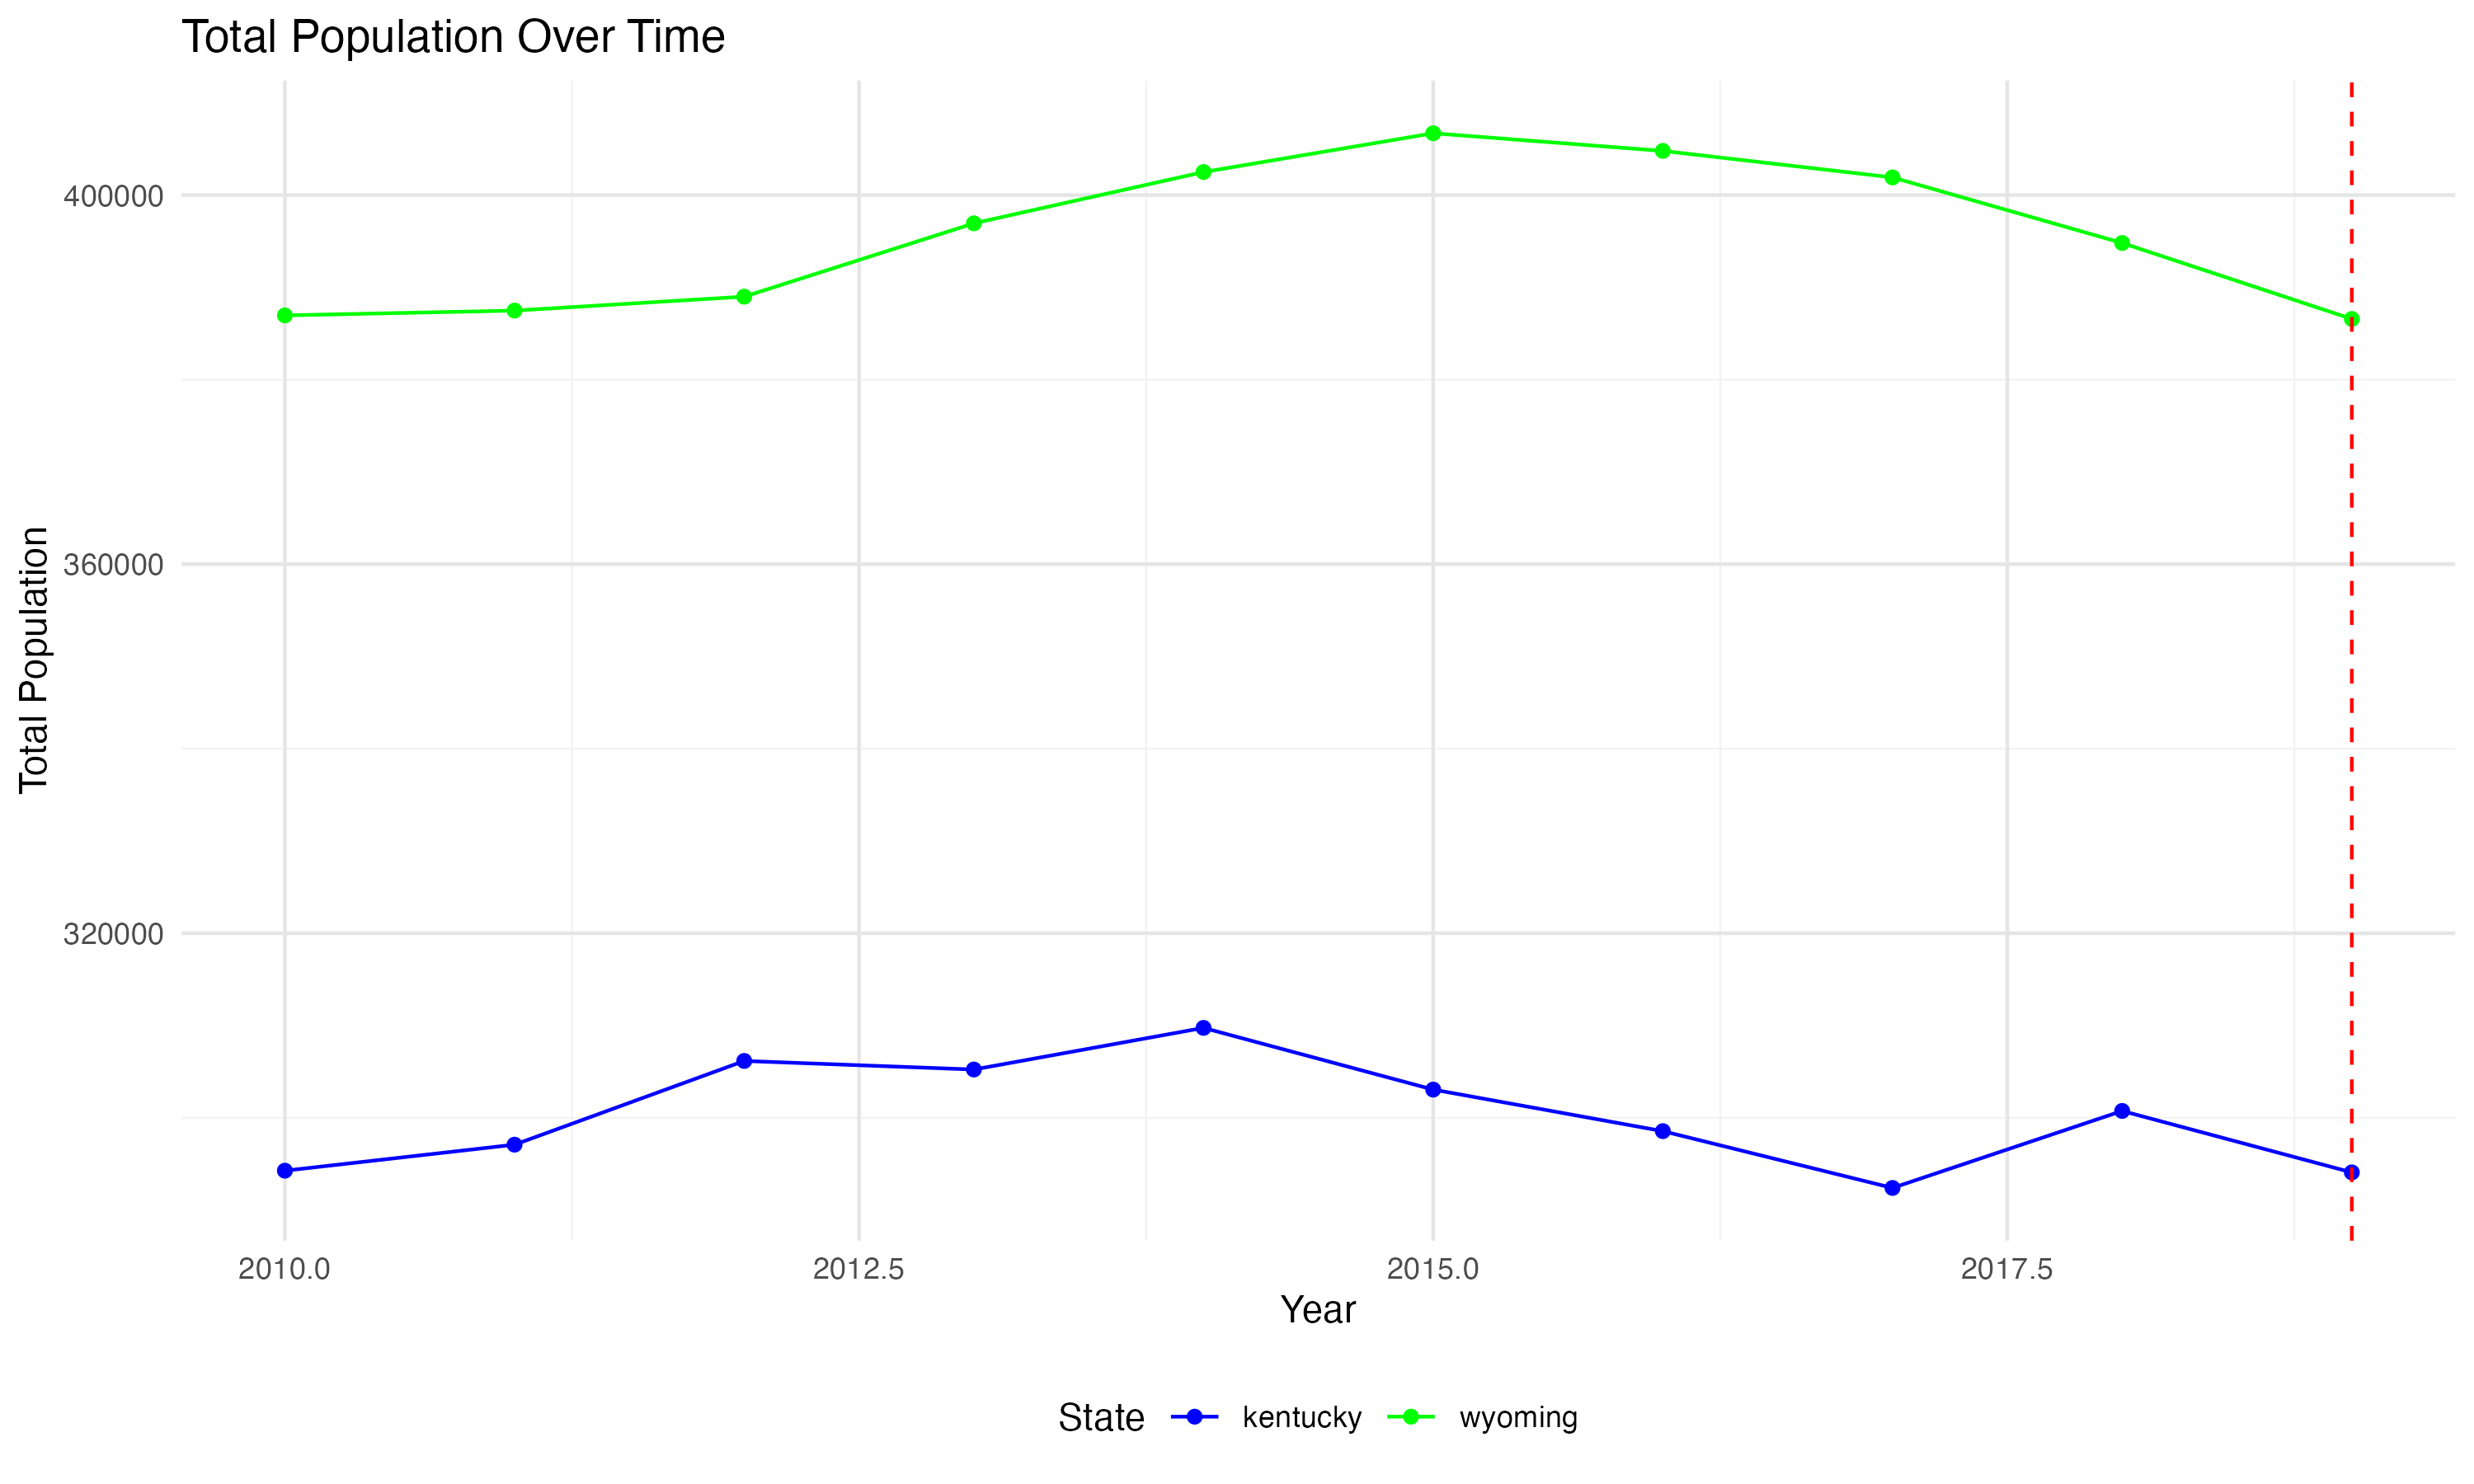 Total Population Over Time
Total Population
400000
360000
320000
2010.0 2012.5 2015.0 2017.5
Year
State kentucky wyoming